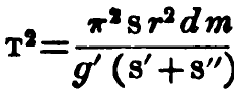 T² = π² S r² d m / g′ (S′ + S″)